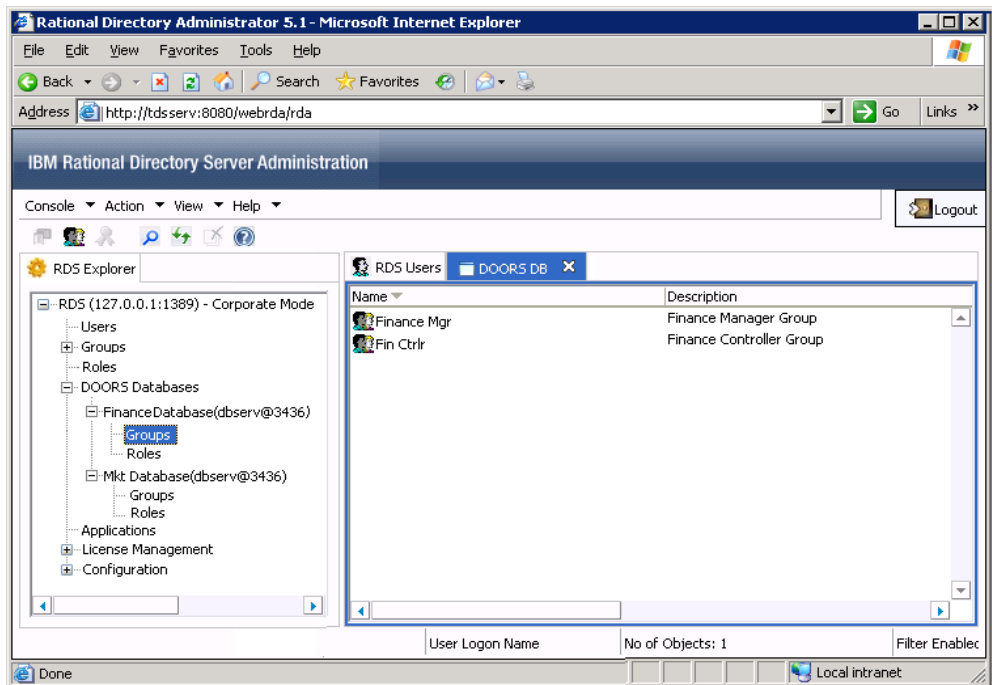 Rational Directory Administrator 5.1 - Microsoft Internet Explorer
File Edit View Favorites Tools Help
Back Search Favorites
Address http://tdsserv:8080/webrda/rda Go Links »
IBM Rational Directory Server Administration
Console Action View Help
Logout
RDS Explorer
RDS Users DOORS DB
RDS (127.0.0.1:1389) - Corporate Mode
Users
Groups
Roles
DOORS Databases
FinanceDatabase(dbserv@3436)
Groups
Roles
Mkt Database(dbserv@3436)
Groups
Roles
Applications
License Management
Configuration
Name Description
Finance Mgr Finance Manager Group
Fin Ctrlr Finance Controller Group
User Logon Name No of Objects: 1 Filter Enablec
Done Local intranet